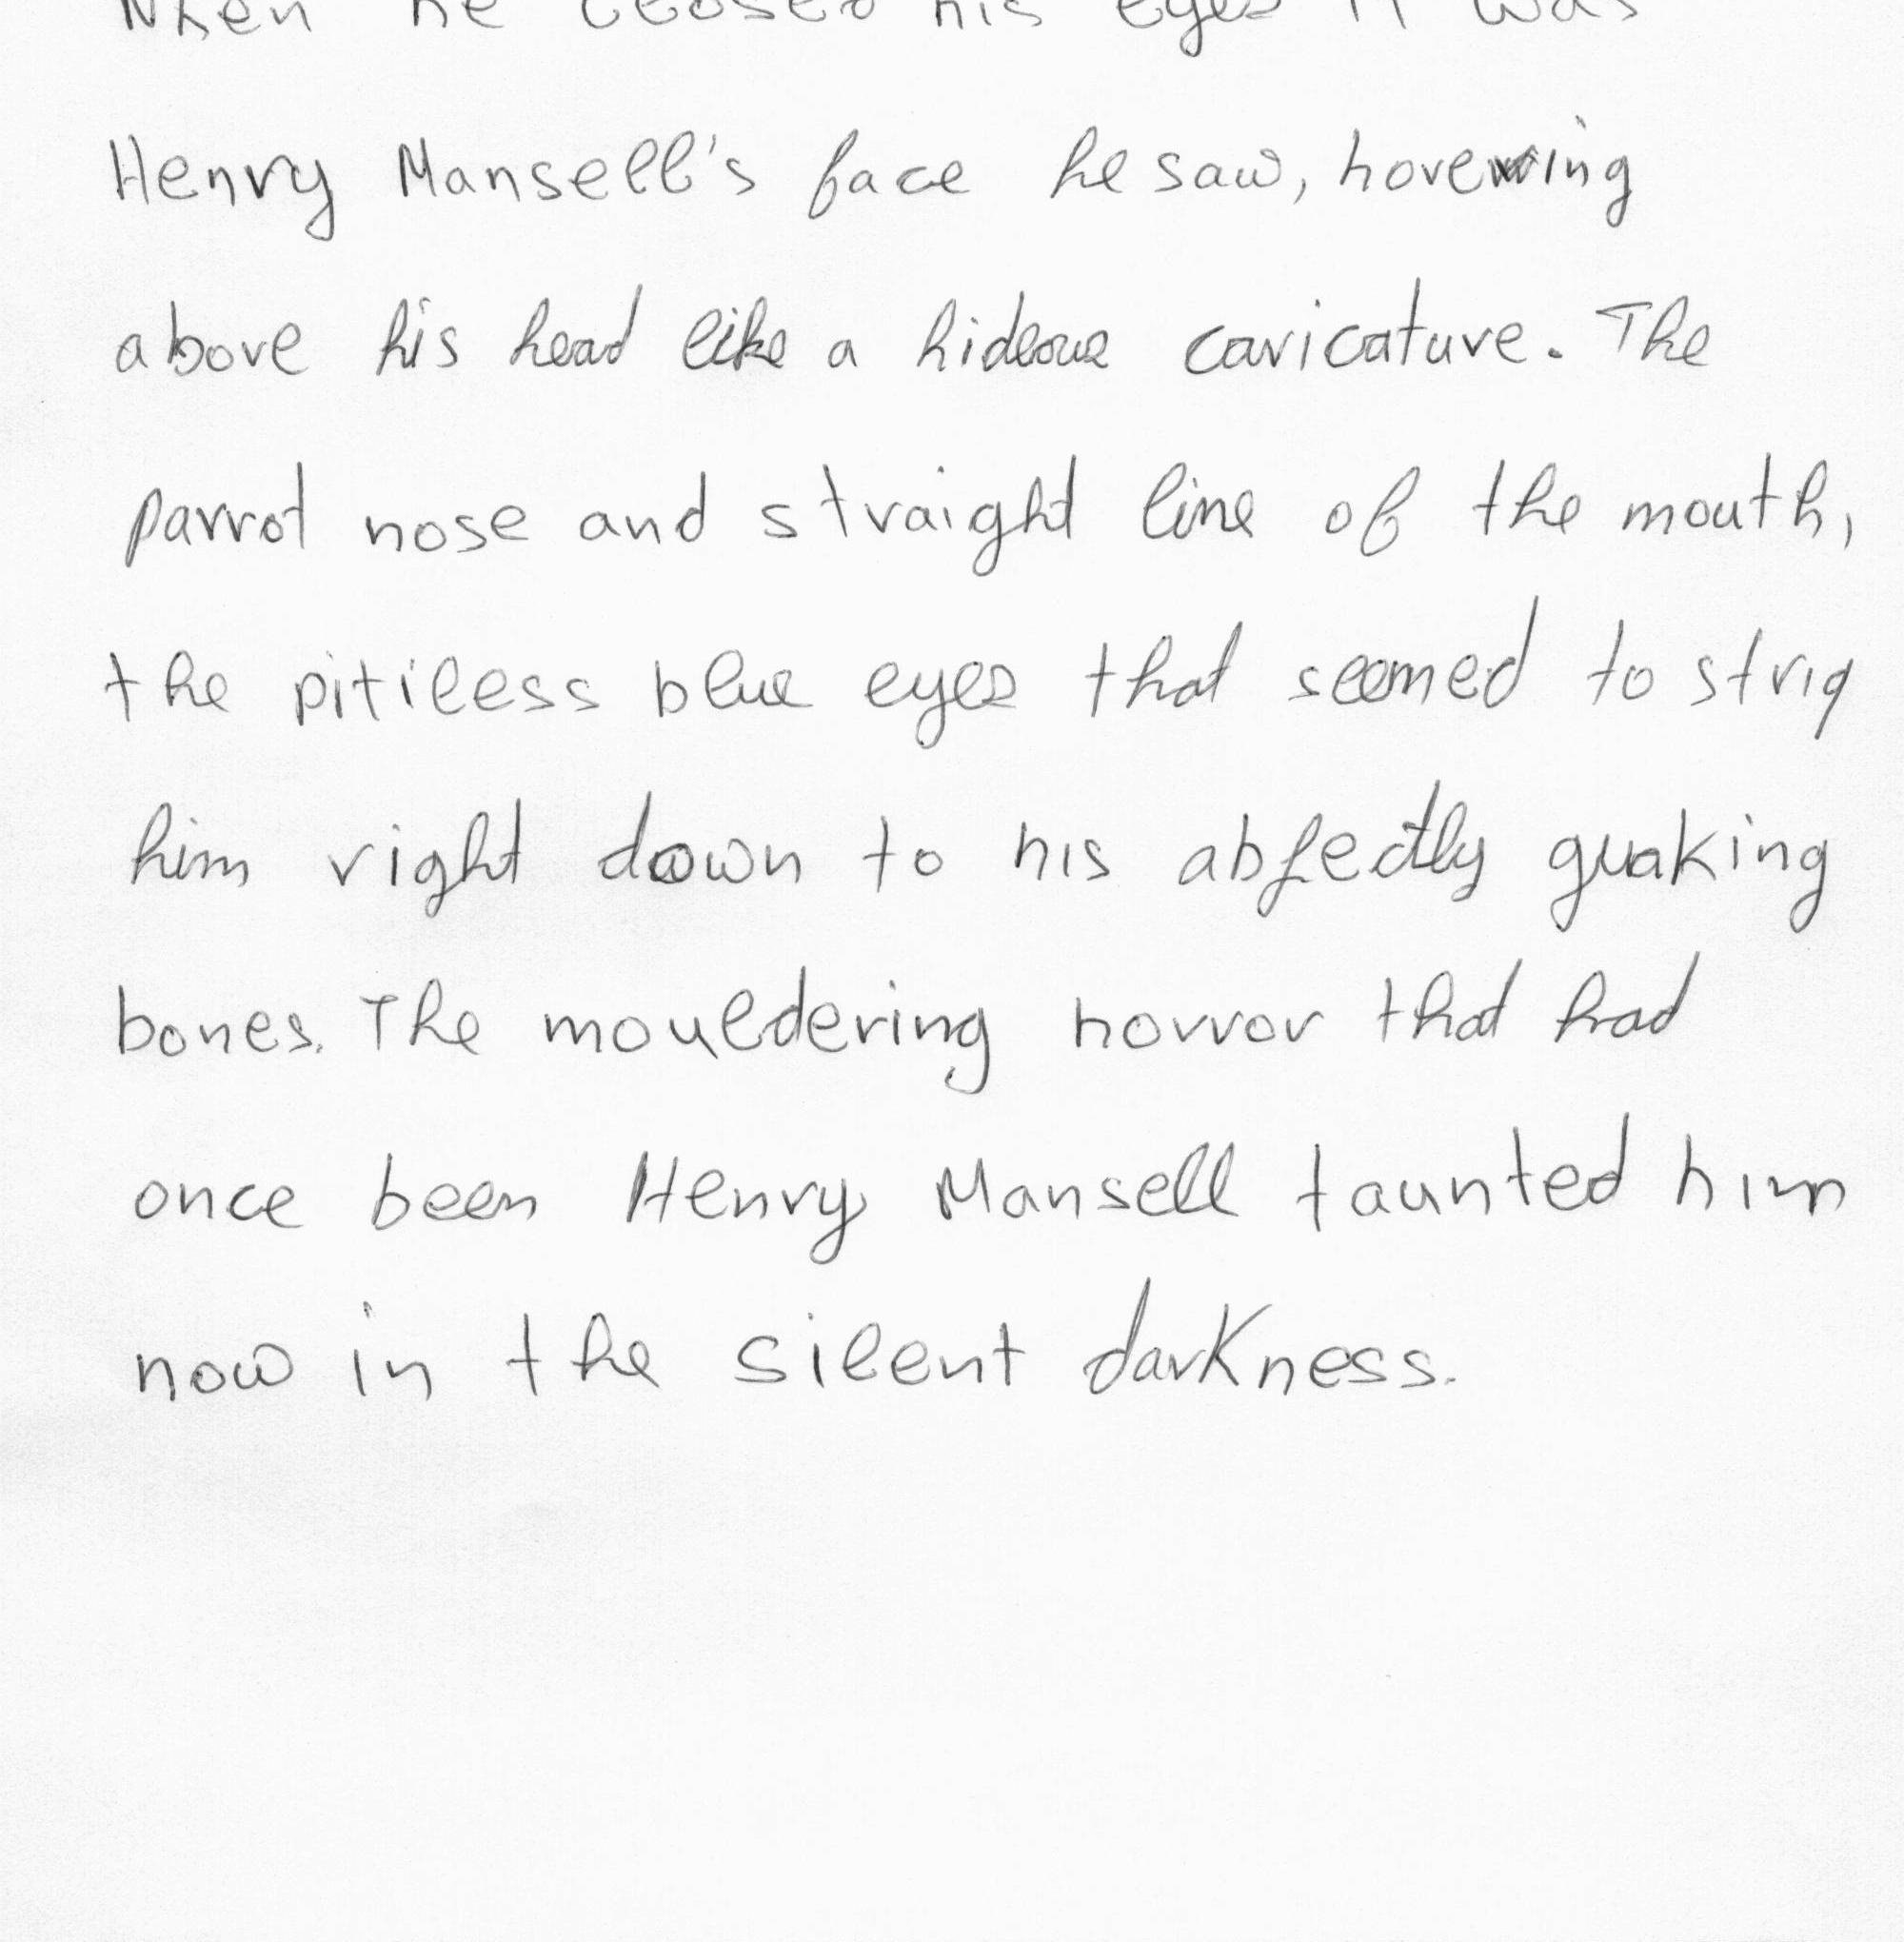 When he closed his eyes it was
Henry Mansell's face he saw, hovering
above his head like a hideous caricature. The
parrot nose and straight line of the mouth,
the pitiless blue eyes that seemed to strip
him right down to his abjectly quaking
bones. The mouldering horror that had
once been Henry Mansell taunted him
now in the silent darkness.